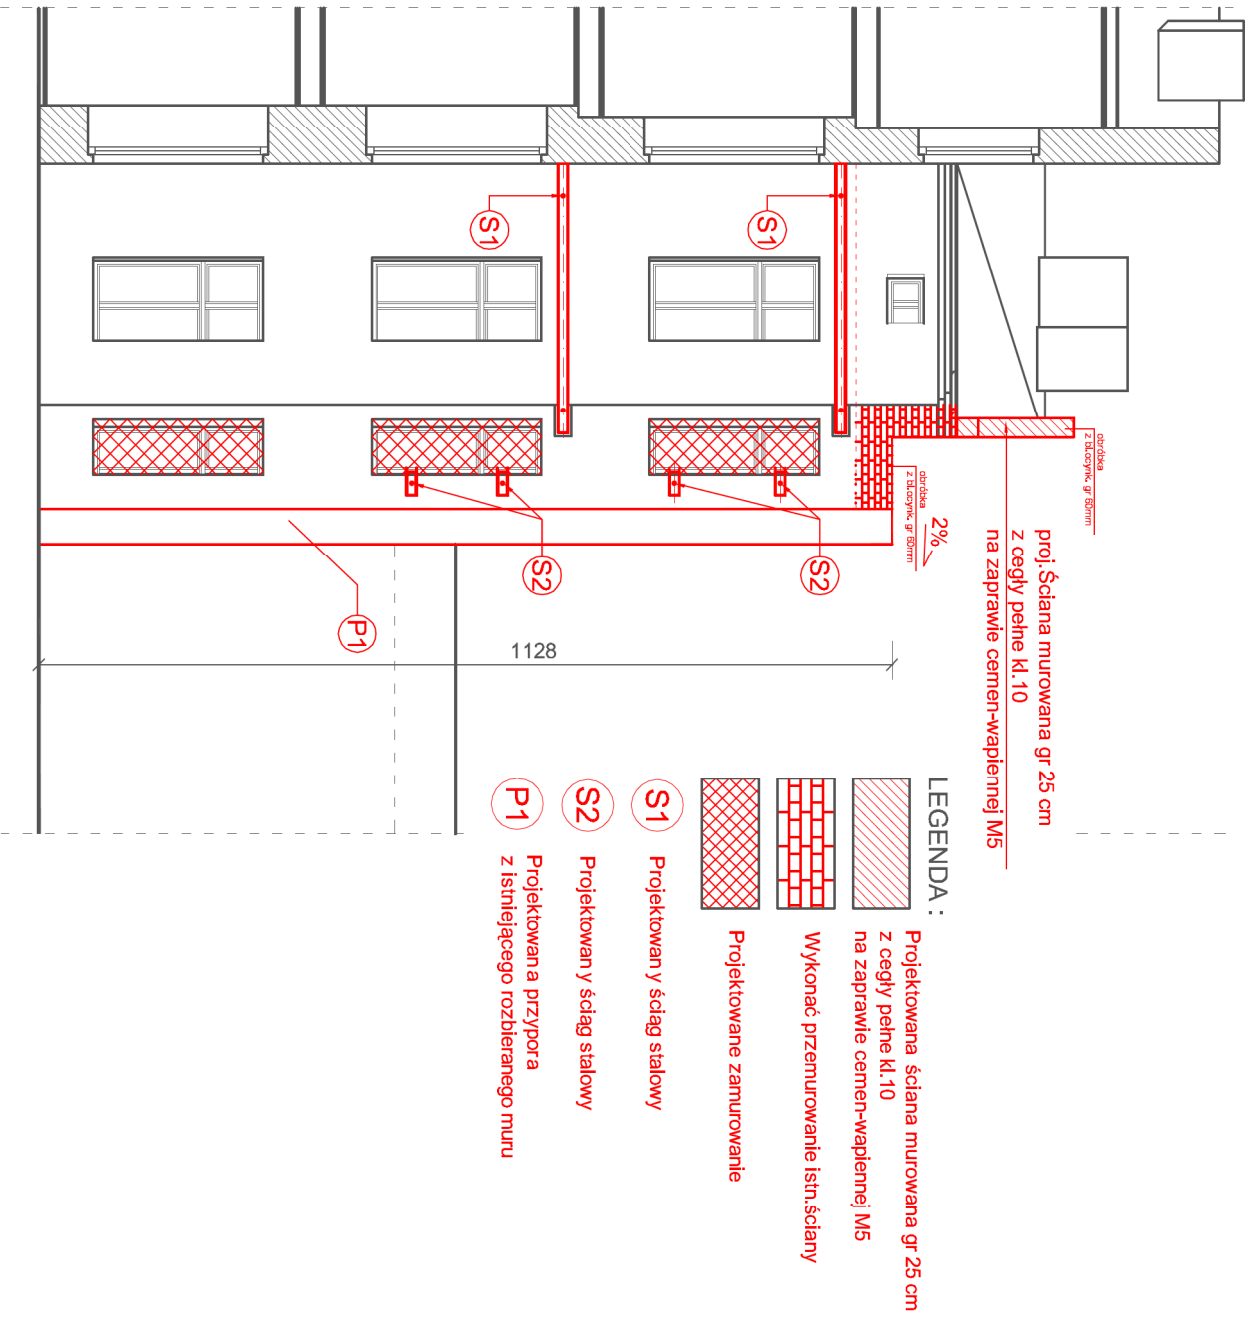 obróbka
z bl.ocynk. gr 60mm
proj.Ściana murowana gr 25 cm
z cegły pełne kl.10
na zaprawie cemen-wapiennej M5
obróbka
z bl.ocynk. gr 60mm
2%
S1
S1
S2
S2
P1
1128
LEGENDA :
Projektowana ściana murowana gr 25 cm
z cegły pełne kl.10
na zaprawie cemen-wapiennej M5
Wykonać przemurowanie istn.ściany
Projektowane zamurowanie
S1 Projektowany ściąg stalowy
S2 Projektowany ściąg stalowy
P1 Projektowana przypora
z istniejącego rozbieranego muru